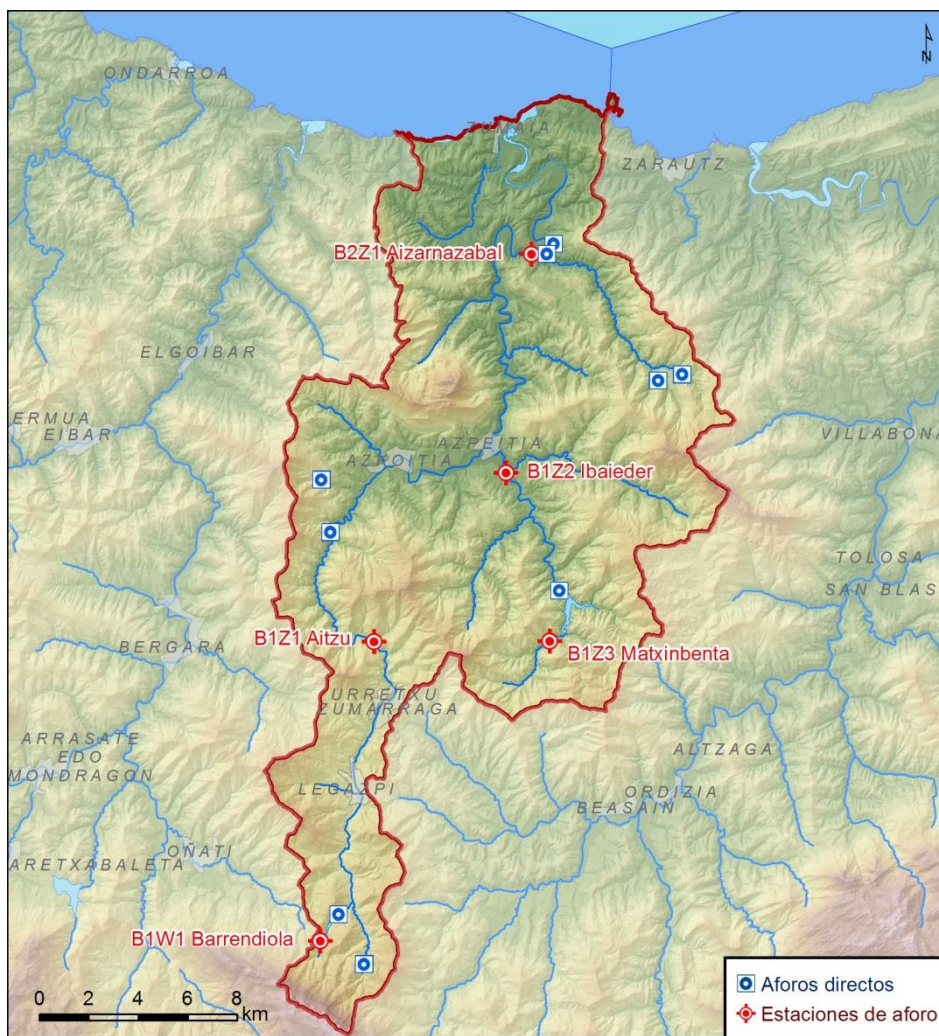 N
ONDARROA
ZUMAIA
ZARAUTZ
B2Z1 Aizarnazabal
ELGOIBAR
ERMUA
EIBAR
AZPEITIA
AZKOITIA
VILLABONA
B1Z2 Ibaieder
TOLOSA
SAN BLAS
BERGARA
B1Z1 Aitzu
B1Z3 Matxinbenta
URRETXU
ZUMARRAGA
ARRASATE
EDO
MONDRAGON
ALTZAGA
LEGAZPI
ORDIZIA
BEASAIN
OÑATI
ARETXABALETA
B1W1 Barrendiola
0 2 4 6 8
km
Aforos directos
Estaciones de aforo